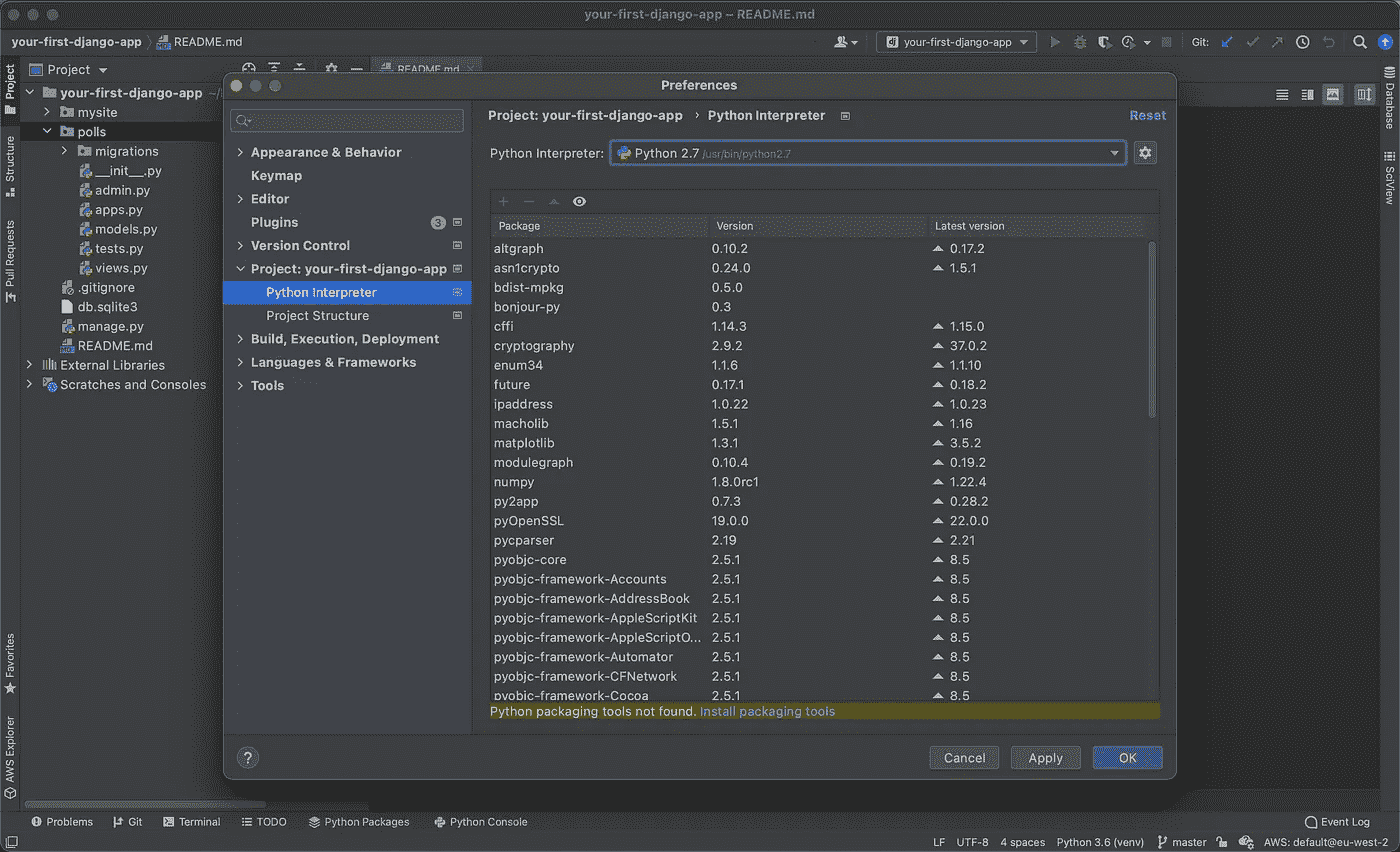 your-first-django-app – README.md
your-first-django-app README.md
your-first-django-app
Git:
Project
README.md
Project
Structure
Pull Requests
Favorites
AWS Explorer
Database
SciView
your-first-django-app ~/
mysite
polls
migrations
__init__.py
admin.py
apps.py
models.py
tests.py
views.py
.gitignore
db.sqlite3
manage.py
README.md
External Libraries
Scratches and Consoles
Preferences
Appearance & Behavior
Keymap
Editor
Plugins 3
Version Control
Project: your-first-django-app
Python Interpreter
Project Structure
Build, Execution, Deployment
Languages & Frameworks
Tools
Project: your-first-django-app › Python Interpreter
Reset
Python Interpreter: Python 2.7 /usr/bin/python2.7
Package Version Latest version
altgraph 0.10.2 0.17.2
asn1crypto 0.24.0 1.5.1
bdist-mpkg 0.5.0
bonjour-py 0.3
cffi 1.14.3 1.15.0
cryptography 2.9.2 37.0.2
enum34 1.1.6 1.1.10
future 0.17.1 0.18.2
ipaddress 1.0.22 1.0.23
macholib 1.5.1 1.16
matplotlib 1.3.1 3.5.2
modulegraph 0.10.4 0.19.2
numpy 1.8.0rc1 1.22.4
py2app 0.7.3 0.28.2
pyOpenSSL 19.0.0 22.0.0
pycparser 2.19 2.21
pyobjc-core 2.5.1 8.5
pyobjc-framework-Accounts 2.5.1 8.5
pyobjc-framework-AddressBook 2.5.1 8.5
pyobjc-framework-AppleScriptKit 2.5.1 8.5
pyobjc-framework-AppleScriptO... 2.5.1 8.5
pyobjc-framework-Automator 2.5.1 8.5
pyobjc-framework-CFNetwork 2.5.1 8.5
pyobjc-framework-Cocoa 2.5.1 8.5
Python packaging tools not found. Install packaging tools
?
Cancel Apply OK
Problems Git Terminal TODO Python Packages Python Console Event Log
LF UTF-8 4 spaces Python 3.6 (venv) master AWS: default@eu-west-2